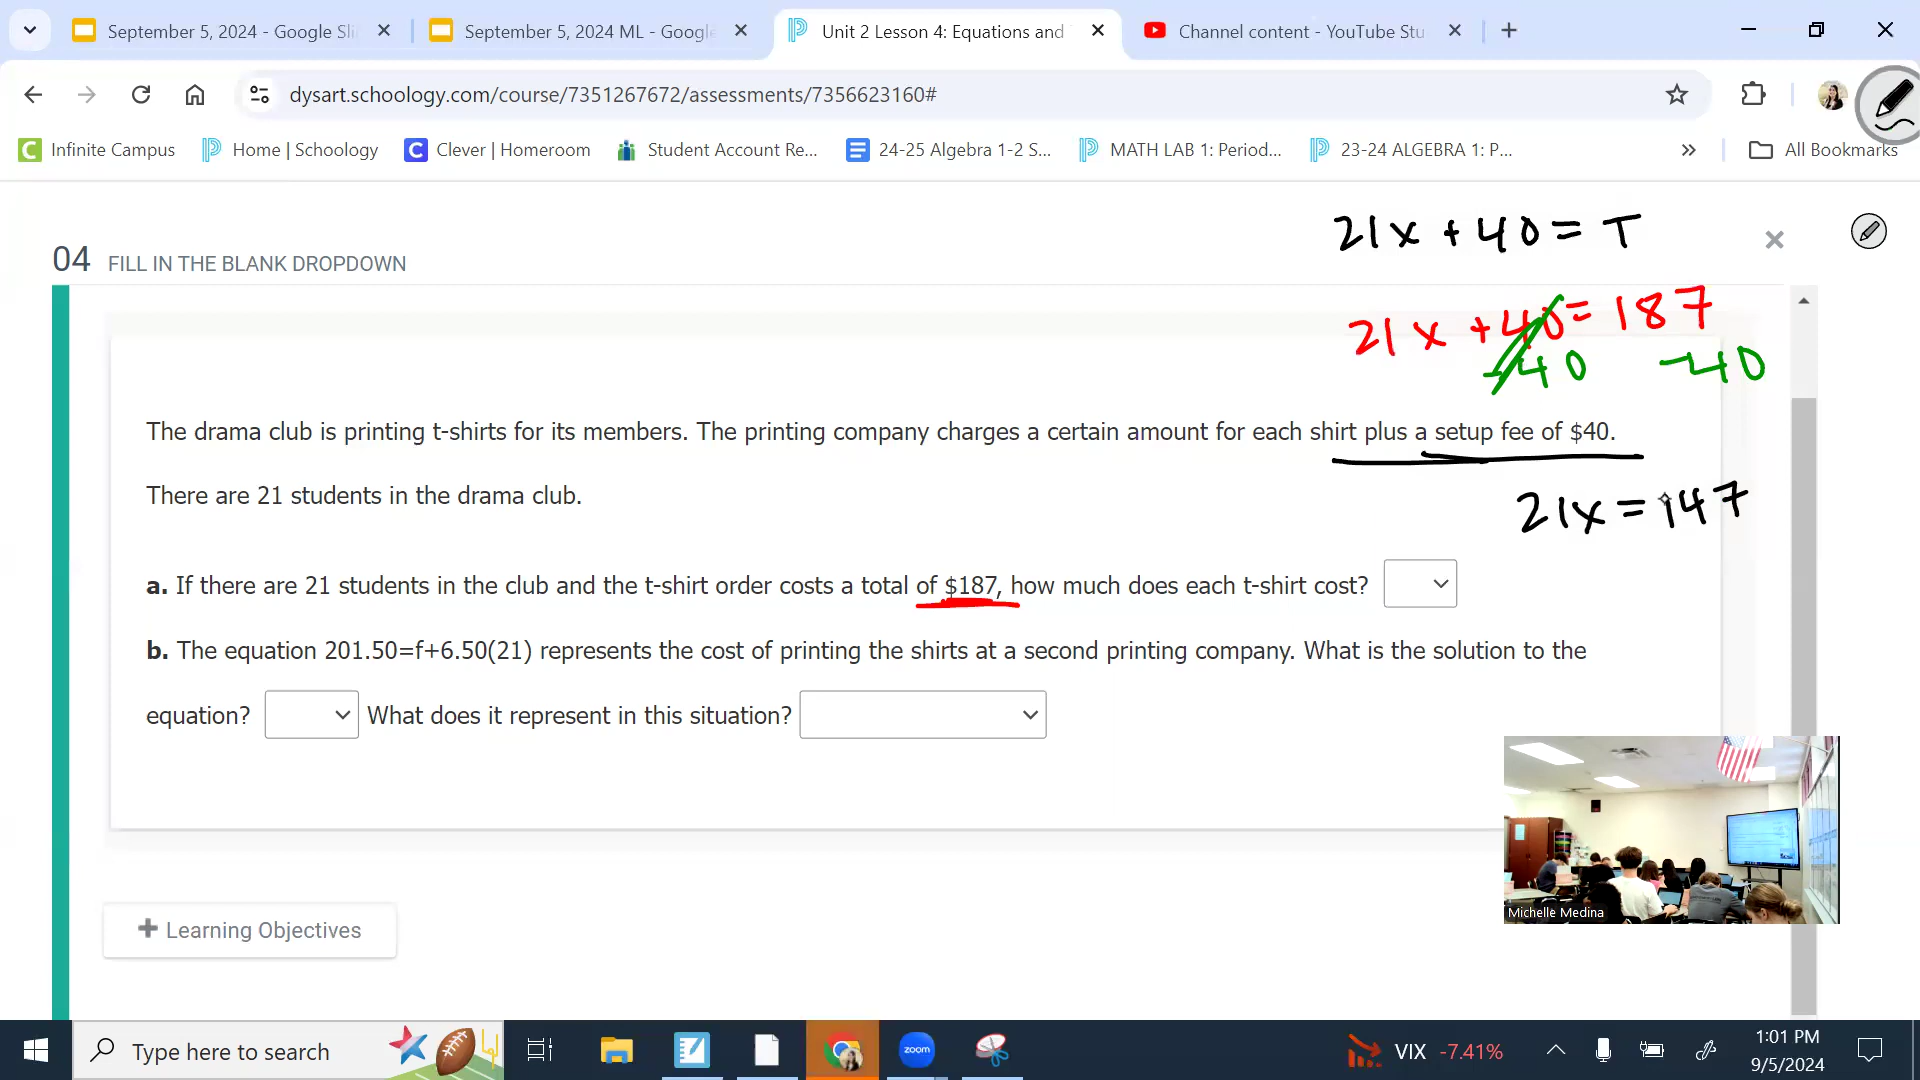 September 5, 2024 - Google Sli
September 5, 2024 ML - Google
Unit 2 Lesson 4: Equations and
Channel content - YouTube Stu
dysart.schoology.com/course/7351267672/assessments/7356623160#
Infinite Campus
Home | Schoology
Clever | Homeroom
Student Account Re...
24-25 Algebra 1-2 S...
MATH LAB 1: Period...
23-24 ALGEBRA 1: P...
All Bookmarks
21x + 40 = T
04 FILL IN THE BLANK DROPDOWN
21x + 40 = 187
-40 -40
The drama club is printing t-shirts for its members. The printing company charges a certain amount for each shirt plus a setup fee of $40.
There are 21 students in the drama club.
21x = 147
a. If there are 21 students in the club and the t-shirt order costs a total of $187, how much does each t-shirt cost?
b. The equation 201.50=f+6.50(21) represents the cost of printing the shirts at a second printing company. What is the solution to the
equation? What does it represent in this situation?
Michelle Medina
+ Learning Objectives
Type here to search
zoom
VIX -7.41%
1:01 PM
9/5/2024